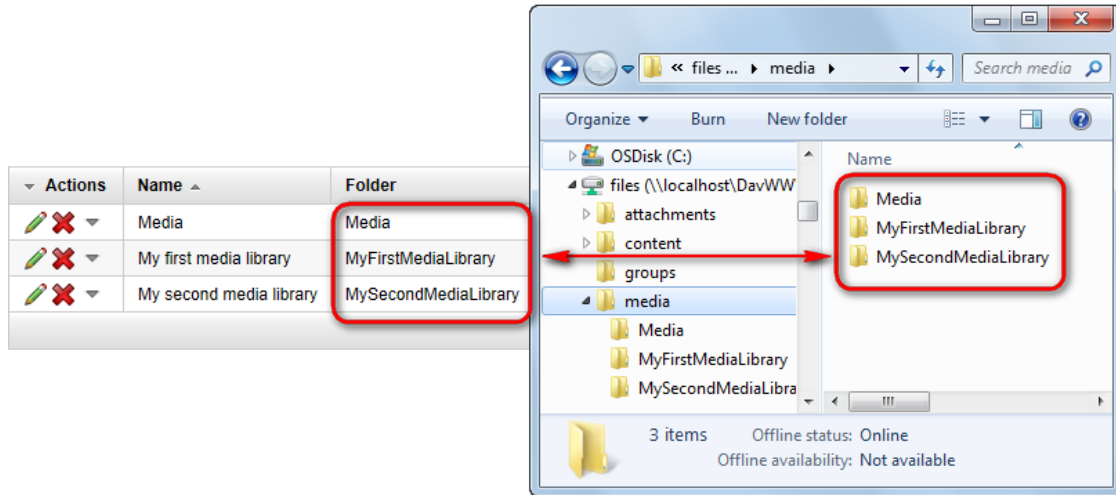 Actions Name Folder
Media Media
My first media library MyFirstMediaLibrary
My second media library MySecondMediaLibrary
« files ... media Search media
Organize Burn New folder
OSDisk (C:)
files (\\localhost\DavWW
attachments
content
groups
media
Media
MyFirstMediaLibrary
MySecondMediaLibra
Name
Media
MyFirstMediaLibrary
MySecondMediaLibrary
3 items Offline status: Online
Offline availability: Not available